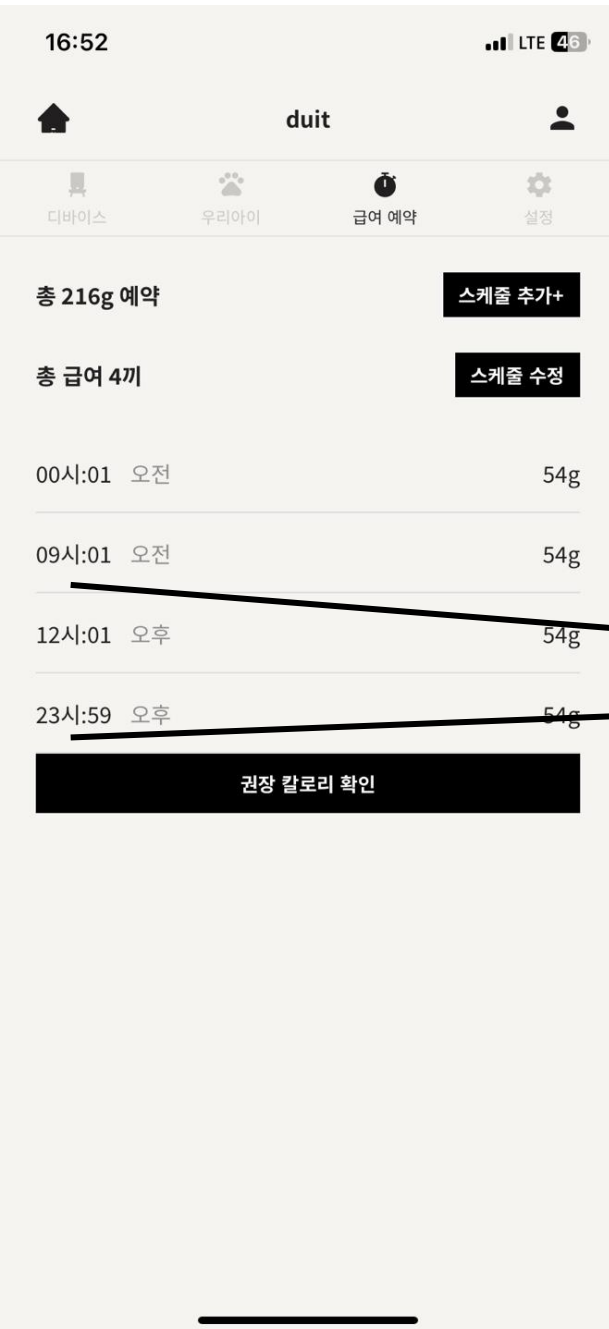 16:52 LTE 46
duit
디바이스 우리아이 급여 예약 설정
총 216g 예약 스케줄 추가+
총 급여 4끼 스케줄 수정
00시:01 오전 54g
09시:01 오전 54g
12시:01 오후 54g
23시:59 오후 54g
권장 칼로리 확인